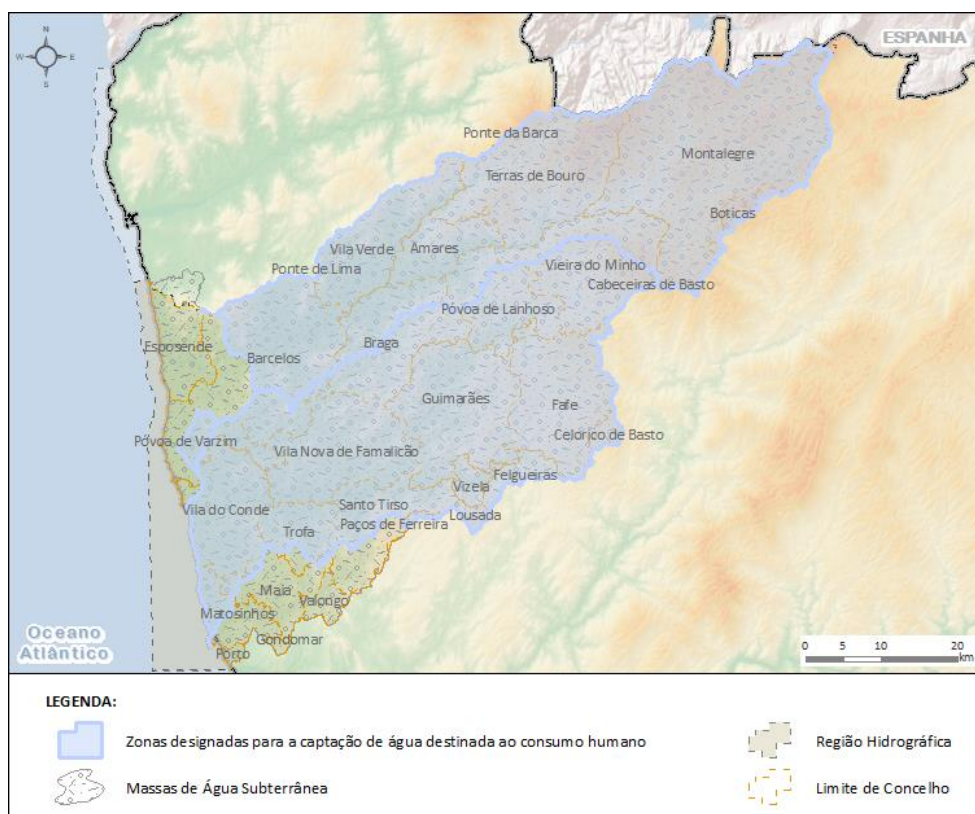 N
W E
S
ESPANHA
Ponte da Barca
Montalegre
Terras de Bouro
Boticas
Vila Verde
Amares
Ponte de Lima
Vieira do Minho
Cabeceiras de Basto
Póvoa de Lanhoso
Esposende
Braga
Barcelos
Guimarães
Fafe
Póvoa de Varzim
Celorico de Basto
Vila Nova de Famalicão
Felgueiras
Vizela
Santo Tirso
Vila do Conde
Lousada
Paços de Ferreira
Trofa
Maia
Valongo
Matosinhos
Gondomar
Porto
Oceano
Atlântico
0 5 10 20
km
LEGENDA:
Zonas designadas para a captação de água destinada ao consumo humano
Região Hidrográfica
Massas de Água Subterrânea
Limite de Concelho